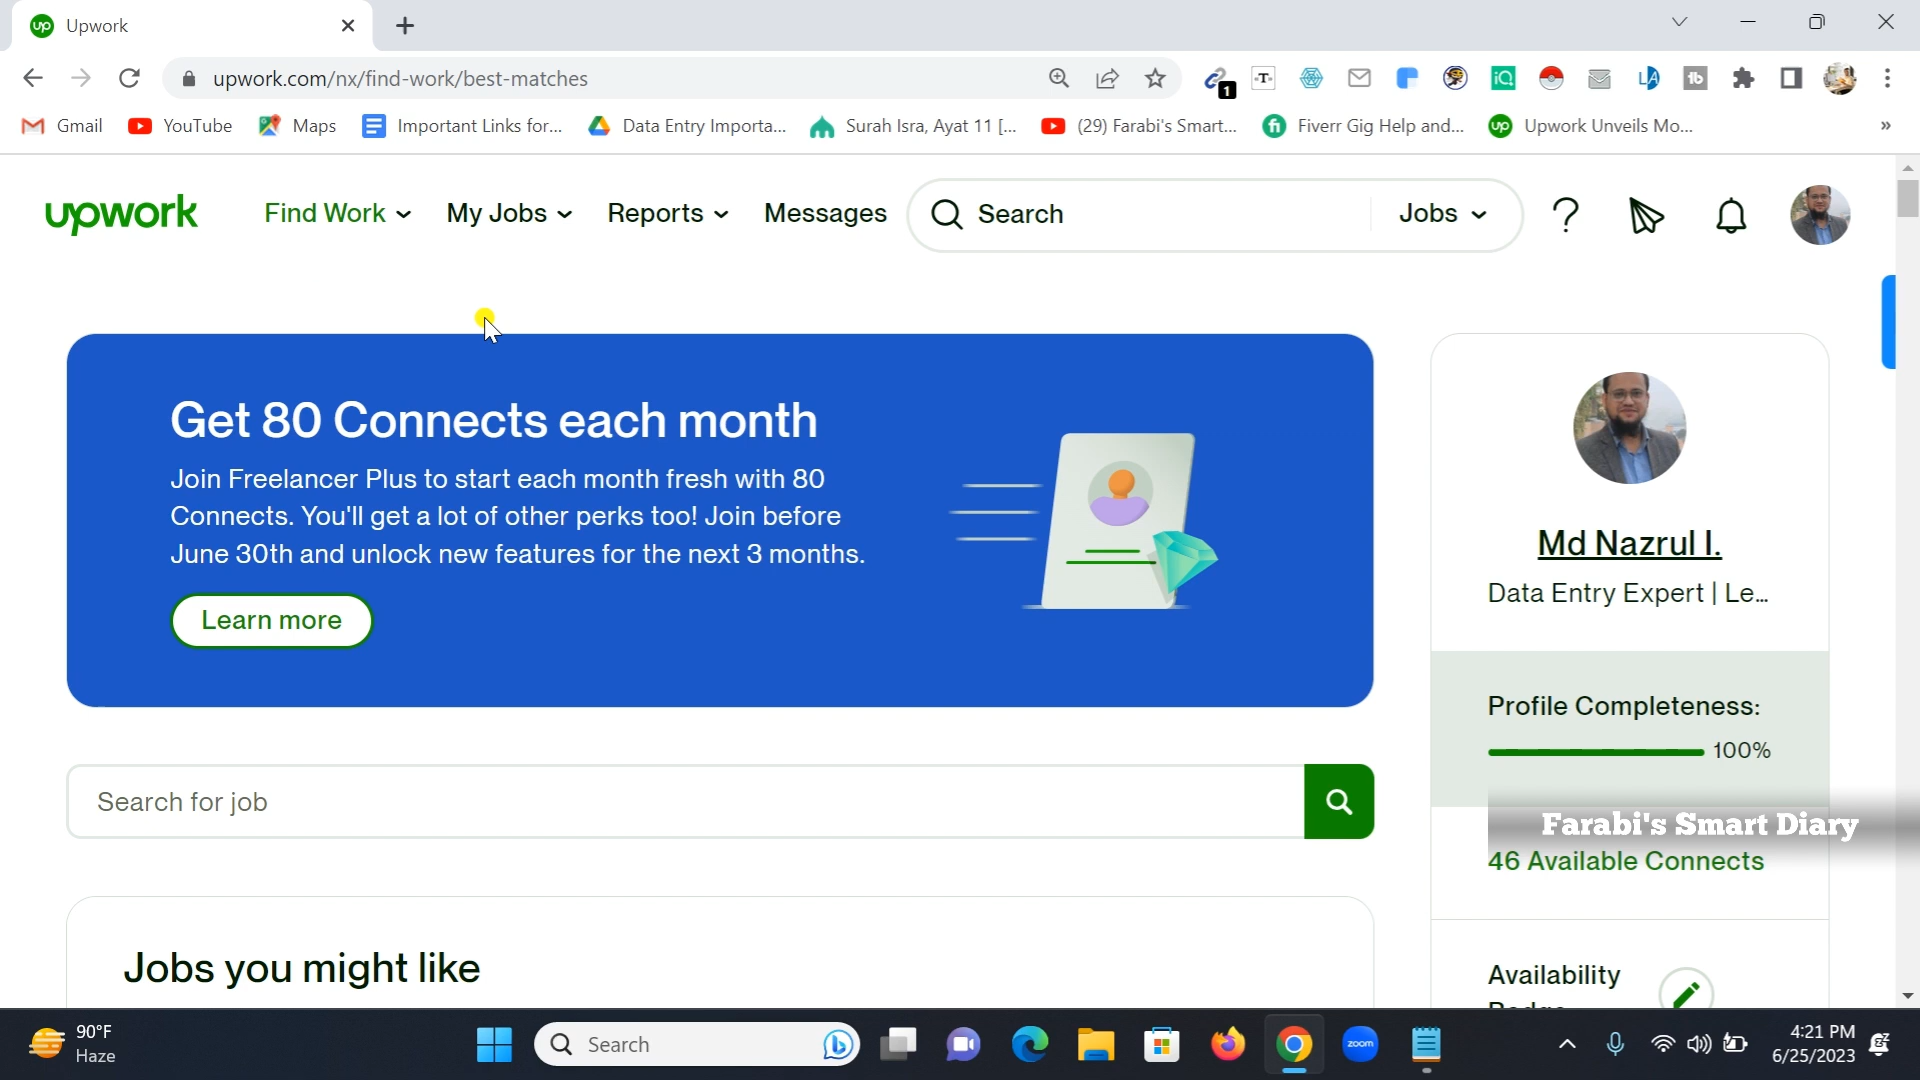 up Upwork
upwork.com/nx/find-work/best-matches
1
Gmail YouTube Maps Important Links for... Data Entry Importa... Surah Isra, Ayat 11 [... (29) Farabi's Smart... Fiverr Gig Help and... Upwork Unveils Mo... »
upwork Find Work My Jobs Reports Messages Search Jobs
Get 80 Connects each month
Join Freelancer Plus to start each month fresh with 80
Connects. You'll get a lot of other perks too! Join before
June 30th and unlock new features for the next 3 months.
Learn more
Md Nazrul I.
Data Entry Expert | Le...
Profile Completeness:
100%
Search for job
Farabi's Smart Diary
46 Available Connects
Jobs you might like
Availability
90°F
Haze
Search
zoom
4:21 PM
6/25/2023